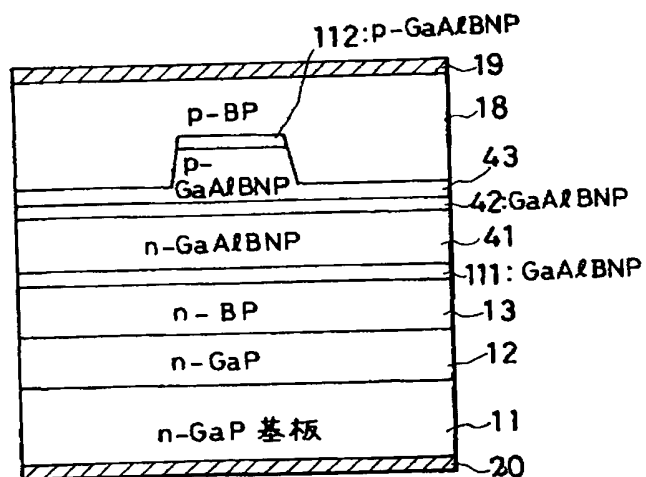 112:p-GaAlBNP
19
p-BP
18
p-
GaAlBNP
43
42:GaAlBNP
n-GaAlBNP
41
111:GaAlBNP
n-BP
13
n-GaP
12
n-GaP 基板
11
20